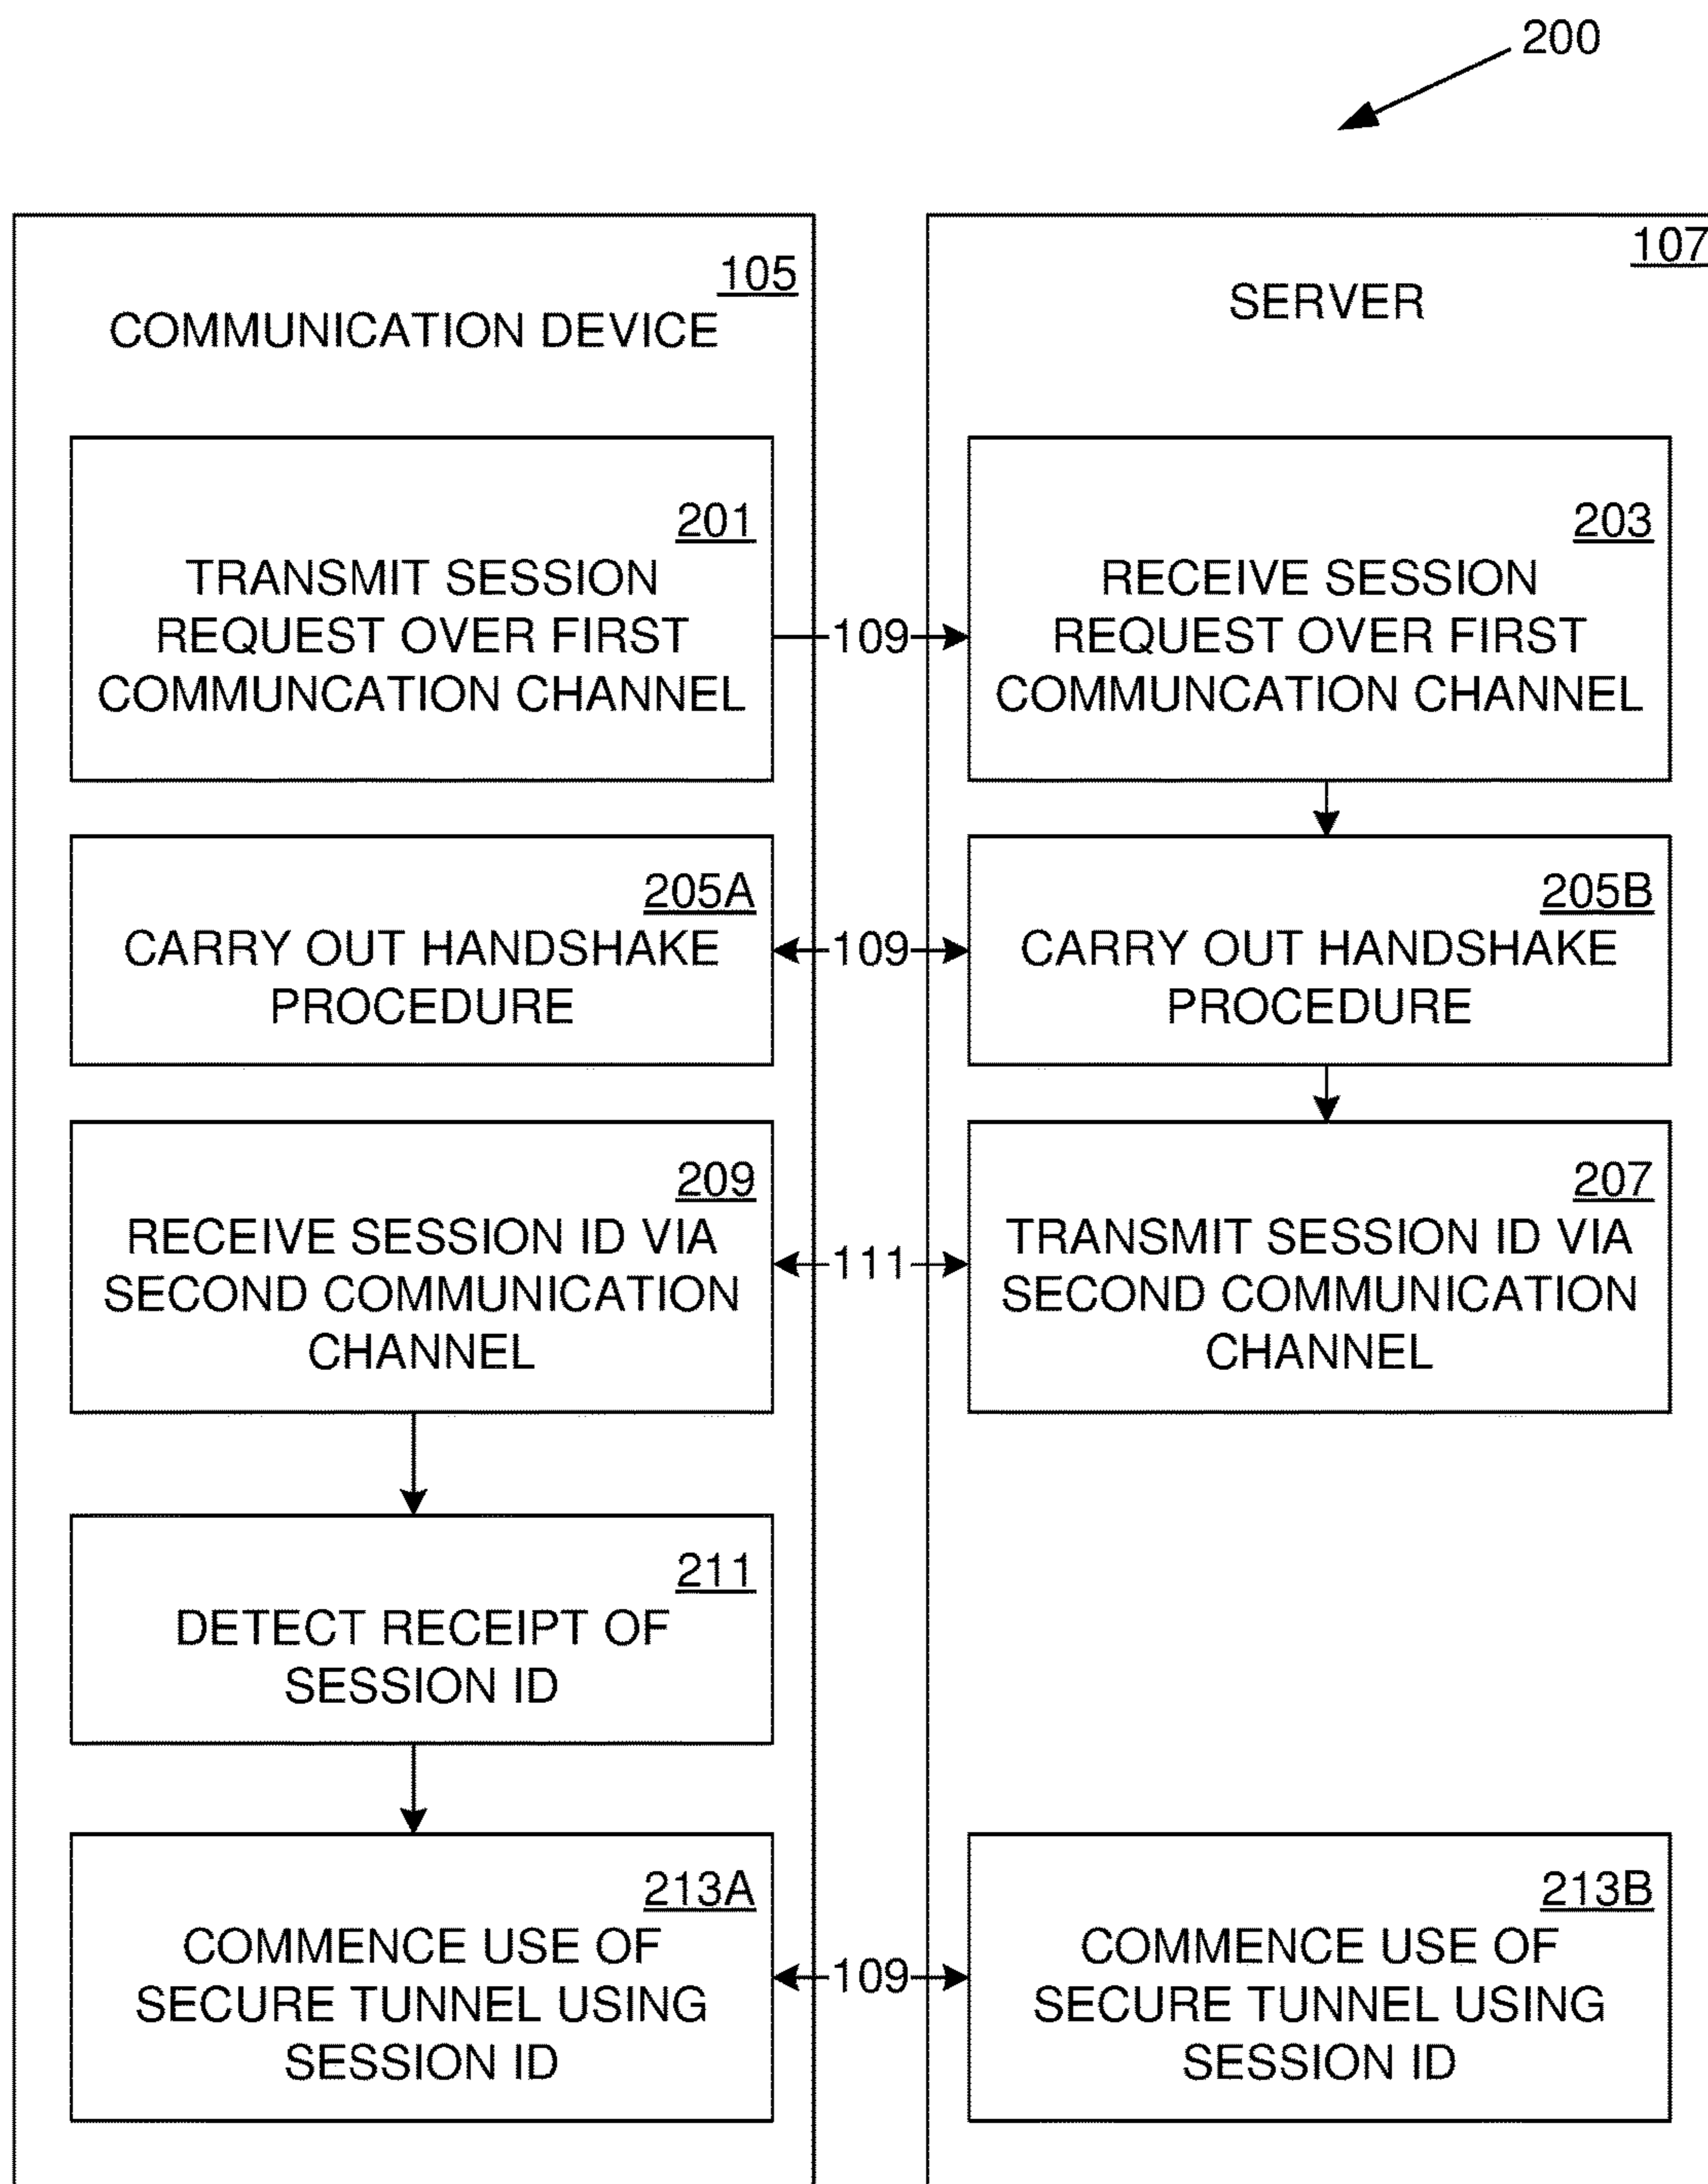 200
105
COMMUNICATION DEVICE
107
SERVER
201
TRANSMIT SESSION
REQUEST OVER FIRST
COMMUNCATION CHANNEL
109
203
RECEIVE SESSION
REQUEST OVER FIRST
COMMUNCATION CHANNEL
205A
CARRY OUT HANDSHAKE
PROCEDURE
109
205B
CARRY OUT HANDSHAKE
PROCEDURE
209
RECEIVE SESSION ID VIA
SECOND COMMUNICATION
CHANNEL
111
207
TRANSMIT SESSION ID VIA
SECOND COMMUNICATION
CHANNEL
211
DETECT RECEIPT OF
SESSION ID
213A
COMMENCE USE OF
SECURE TUNNEL USING
SESSION ID
109
213B
COMMENCE USE OF
SECURE TUNNEL USING
SESSION ID